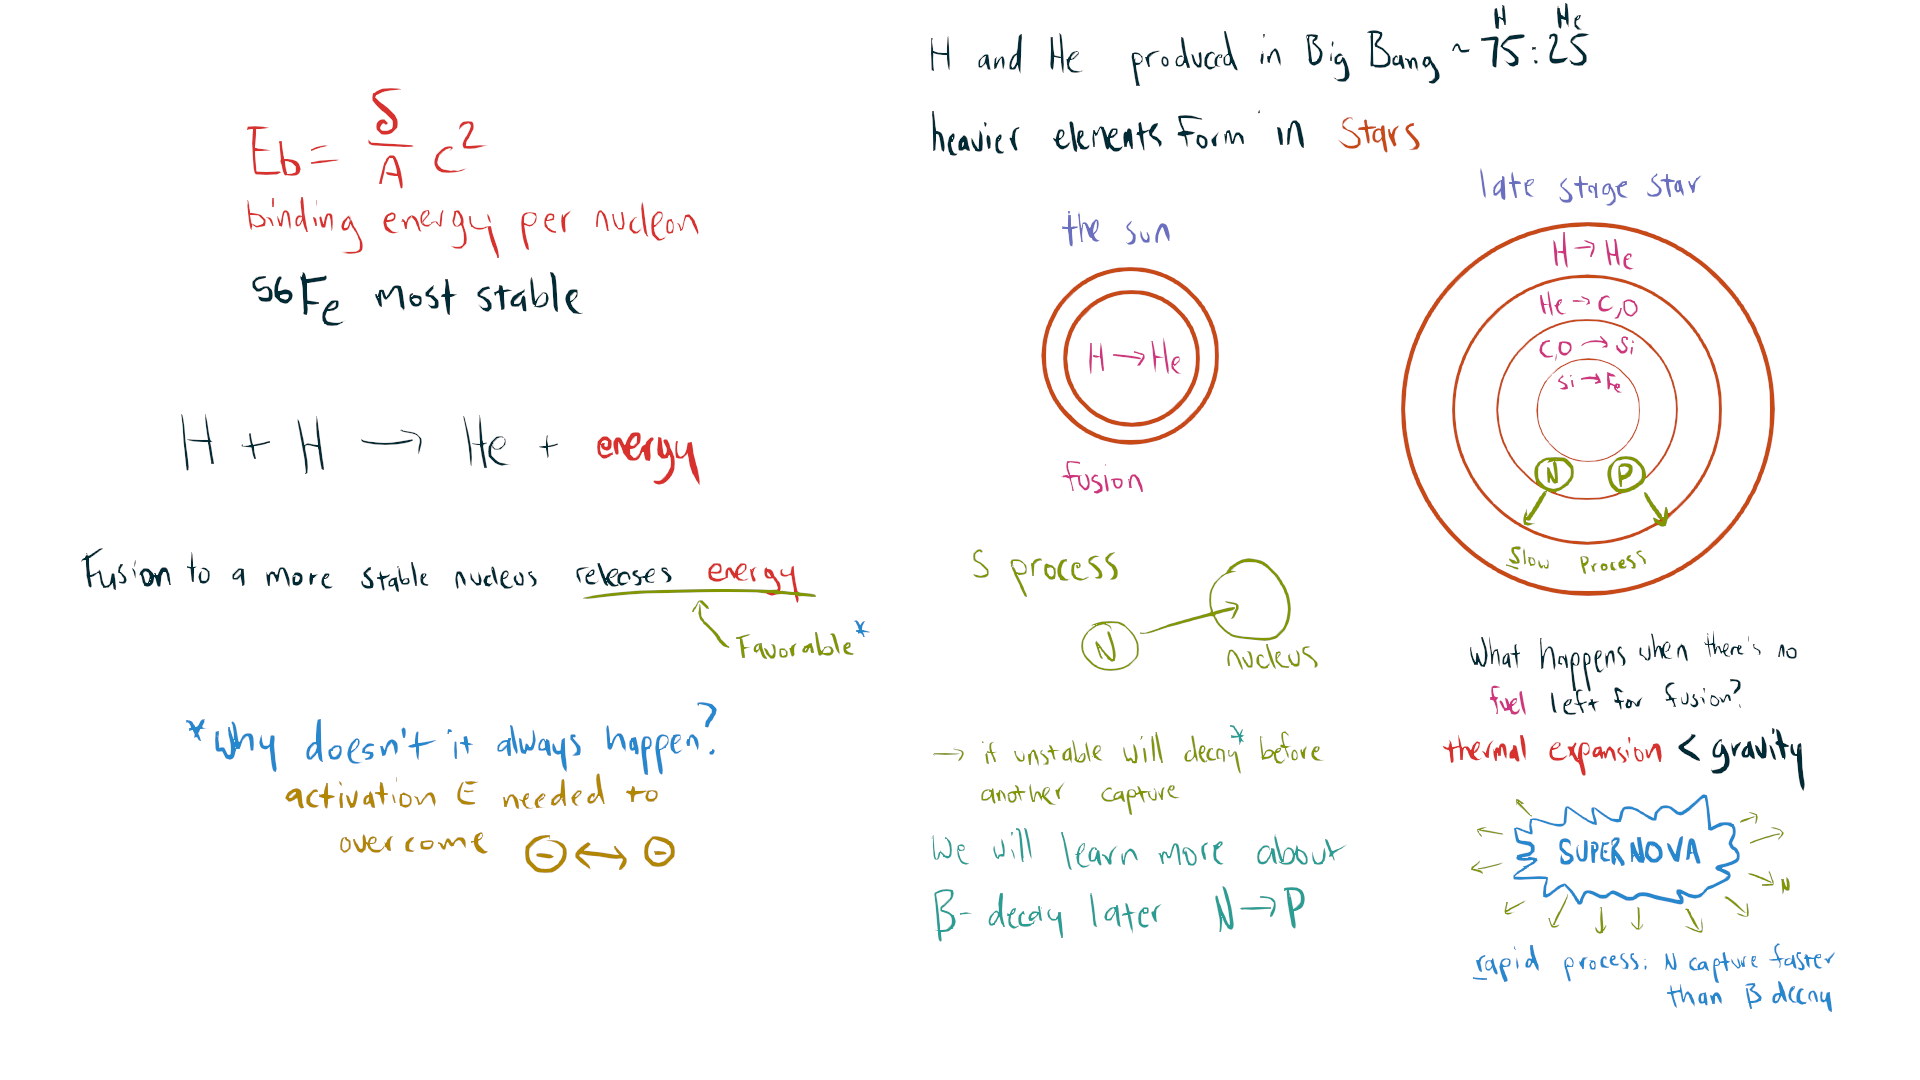 Eb = δ/A c²
binding energy per nucleon
⁵⁶Fe most stable
H + H → He + energy
Fusion to a more stable nucleus releases energy
Favorable*
*Why doesn't it always happen?
activation E needed to
overcome ⊖ ↔ ⊖
H He
H and He produced in Big Bang ~ 75:25
heavier elements Form in Stars
the sun
H → He
fusion
late stage star
H → He
He → C,O
C,O → Si
Si → Fe
N P
Slow Process
S process
N
nucleus
→ if unstable will decay* before
another capture
We will learn more about
β- decay later N → P
What happens when there's no
fuel left for fusion?
thermal expansion < gravity
SUPERNOVA
N
rapid process: N capture faster
than β decay